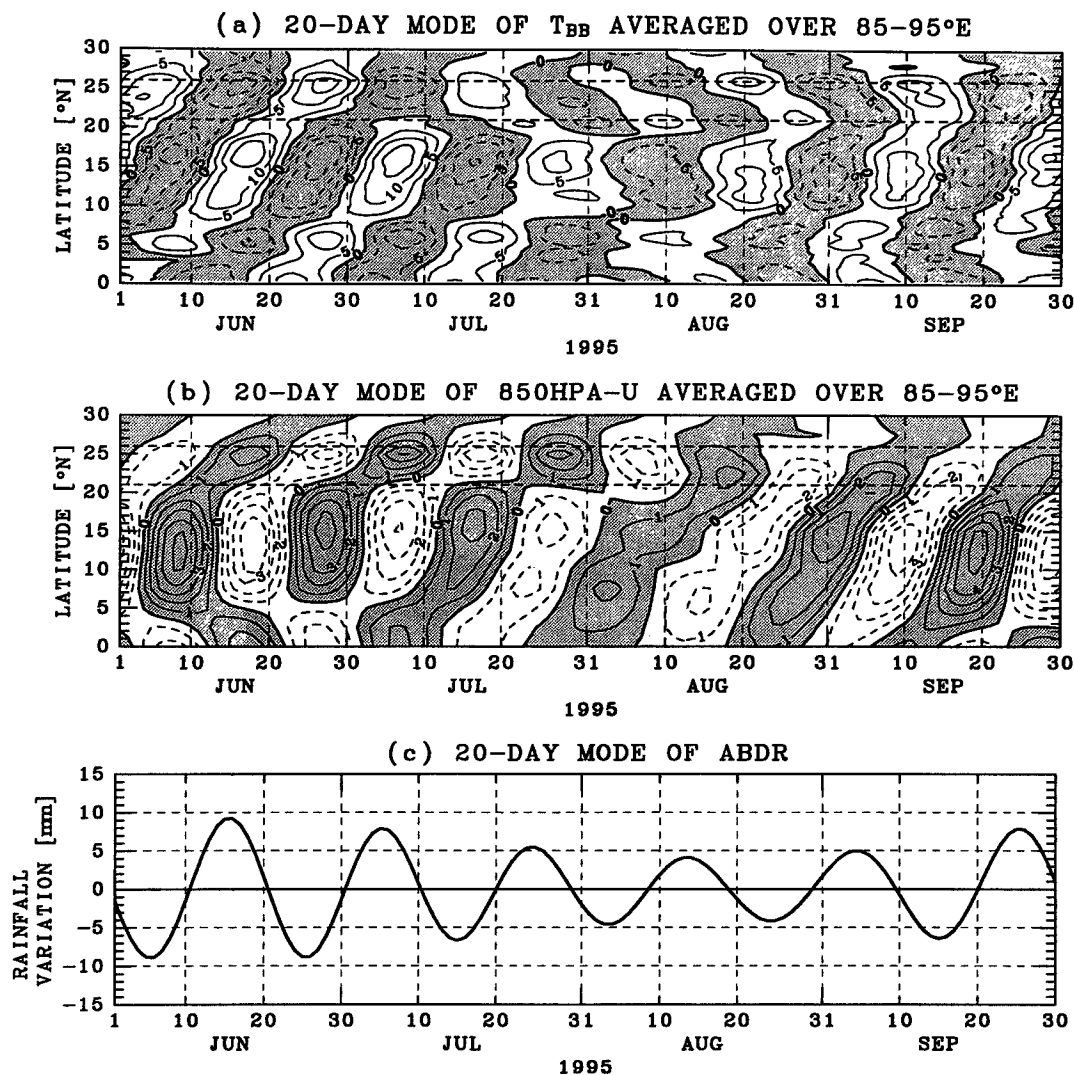 (a) 20-DAY MODE OF TBB AVERAGED OVER 85-95°E
LATITUDE [°N]
30
25
20
15
10
5
0
1 10 20 30 10 20 31 10 20 31 10 20 30
JUN JUL AUG SEP
1995
(b) 20-DAY MODE OF 850HPA-U AVERAGED OVER 85-95°E
LATITUDE [°N]
30
25
20
15
10
5
0
1 10 20 30 10 20 31 10 20 31 10 20 30
JUN JUL AUG SEP
1995
(c) 20-DAY MODE OF ABDR
RAINFALL
VARIATION [mm]
15
10
5
0
-5
-10
-15
1 10 20 30 10 20 31 10 20 31 10 20 30
JUN JUL AUG SEP
1995